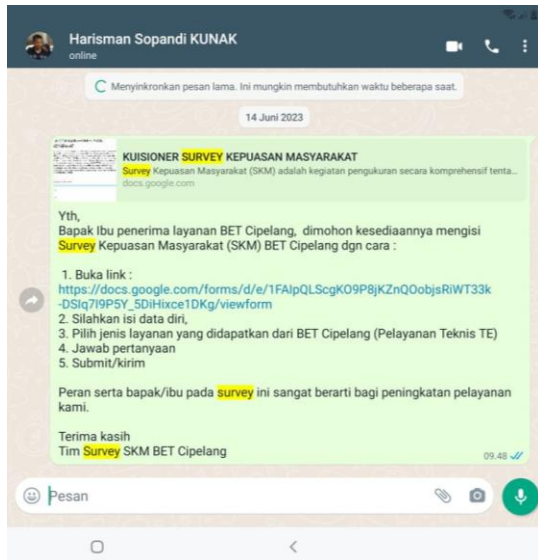 Harisman Sopandi KUNAK
online
Menyinkronkan pesan lama. Ini mungkin membutuhkan waktu beberapa saat.
14 Juni 2023
KUISIONER SURVEY KEPUASAN MASYARAKAT
Survey Kepuasan Masyarakat (SKM) adalah kegiatan pengukuran secara komprehensif tenta...
docs.google.com
Yth,
Bapak Ibu penerima layanan BET Cipelang, dimohon kesediaannya mengisi
Survey Kepuasan Masyarakat (SKM) BET Cipelang dgn cara :
1. Buka link :
https://docs.google.com/forms/d/e/1FAIpQLScgKO9P8jKZnQOobjsRiWT33k
-DSIq7I9P5Y_5DiHixce1DKg/viewform
2. Silahkan isi data diri,
3. Pilih jenis layanan yang didapatkan dari BET Cipelang (Pelayanan Teknis TE)
4. Jawab pertanyaan
5. Submit/kirim
Peran serta bapak/ibu pada survey ini sangat berarti bagi peningkatan pelayanan
kami.
Terima kasih
Tim Survey SKM BET Cipelang
09.48
Pesan